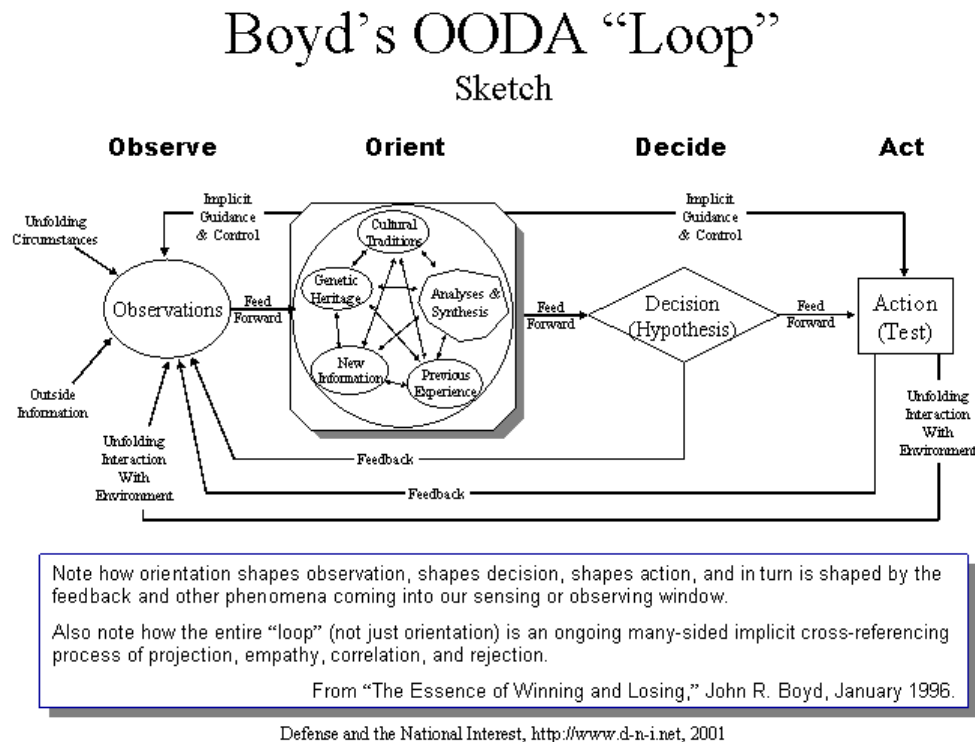 Boyd's OODA “Loop”
Sketch
Observe
Orient
Decide
Act
Implicit
Guidance
& Control
Implicit
Guidance
& Control
Unfolding
Circumstances
Cultural
Traditions
Genetic
Heritage
Analyses &
Synthesis
New
Information
Previous
Experience
Observations
Feed
Forward
Feed
Forward
Decision
(Hypothesis)
Feed
Forward
Action
(Test)
Outside
Information
Unfolding
Interaction
With
Environment
Unfolding
Interaction
With
Environment
Feedback
Feedback
Note how orientation shapes observation, shapes decision, shapes action, and in turn is shaped by the
feedback and other phenomena coming into our sensing or observing window.
Also note how the entire “loop” (not just orientation) is an ongoing many-sided implicit cross-referencing
process of projection, empathy, correlation, and rejection.
From “The Essence of Winning and Losing,” John R. Boyd, January 1996.
Defense and the National Interest, http://www.d-n-i.net, 2001